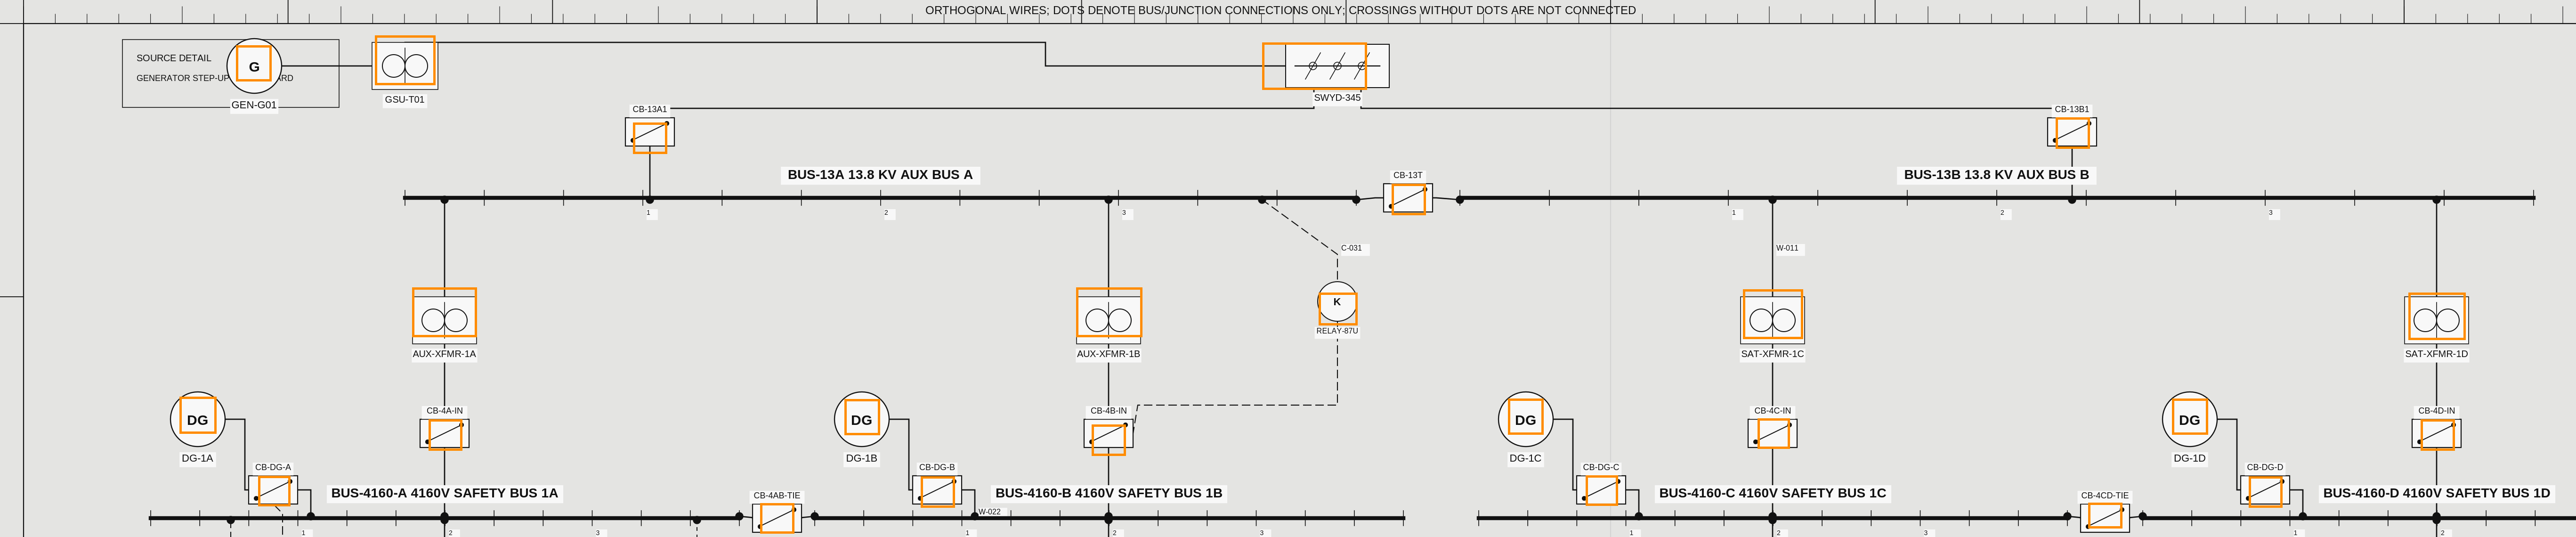 ORTHOGONAL WIRES; DOTS DENOTE BUS/JUNCTION CONNECTIONS ONLY; CROSSINGS WITHOUT DOTS ARE NOT CONNECTED
SOURCE DETAIL
G
GENERATOR STEP-UP
RD
GEN-G01
GSU-T01
SWYD-345
CB-13A1
CB-13B1
BUS-13A 13.8 KV AUX BUS A
CB-13T
BUS-13B 13.8 KV AUX BUS B
1
2
3
1
2
3
C-031
W-011
K
RELAY-87U
AUX-XFMR-1A
AUX-XFMR-1B
SAT-XFMR-1C
SAT-XFMR-1D
CB-4A-IN
CB-4B-IN
CB-4C-IN
CB-4D-IN
DG
DG
DG
DG
DG-1A
DG-1B
DG-1C
DG-1D
CB-DG-A
CB-DG-B
CB-DG-C
CB-DG-D
BUS-4160-A 4160V SAFETY BUS 1A
CB-4AB-TIE
BUS-4160-B 4160V SAFETY BUS 1B
BUS-4160-C 4160V SAFETY BUS 1C
CB-4CD-TIE
BUS-4160-D 4160V SAFETY BUS 1D
W-022
1
2
3
1
2
3
1
2
3
1
2